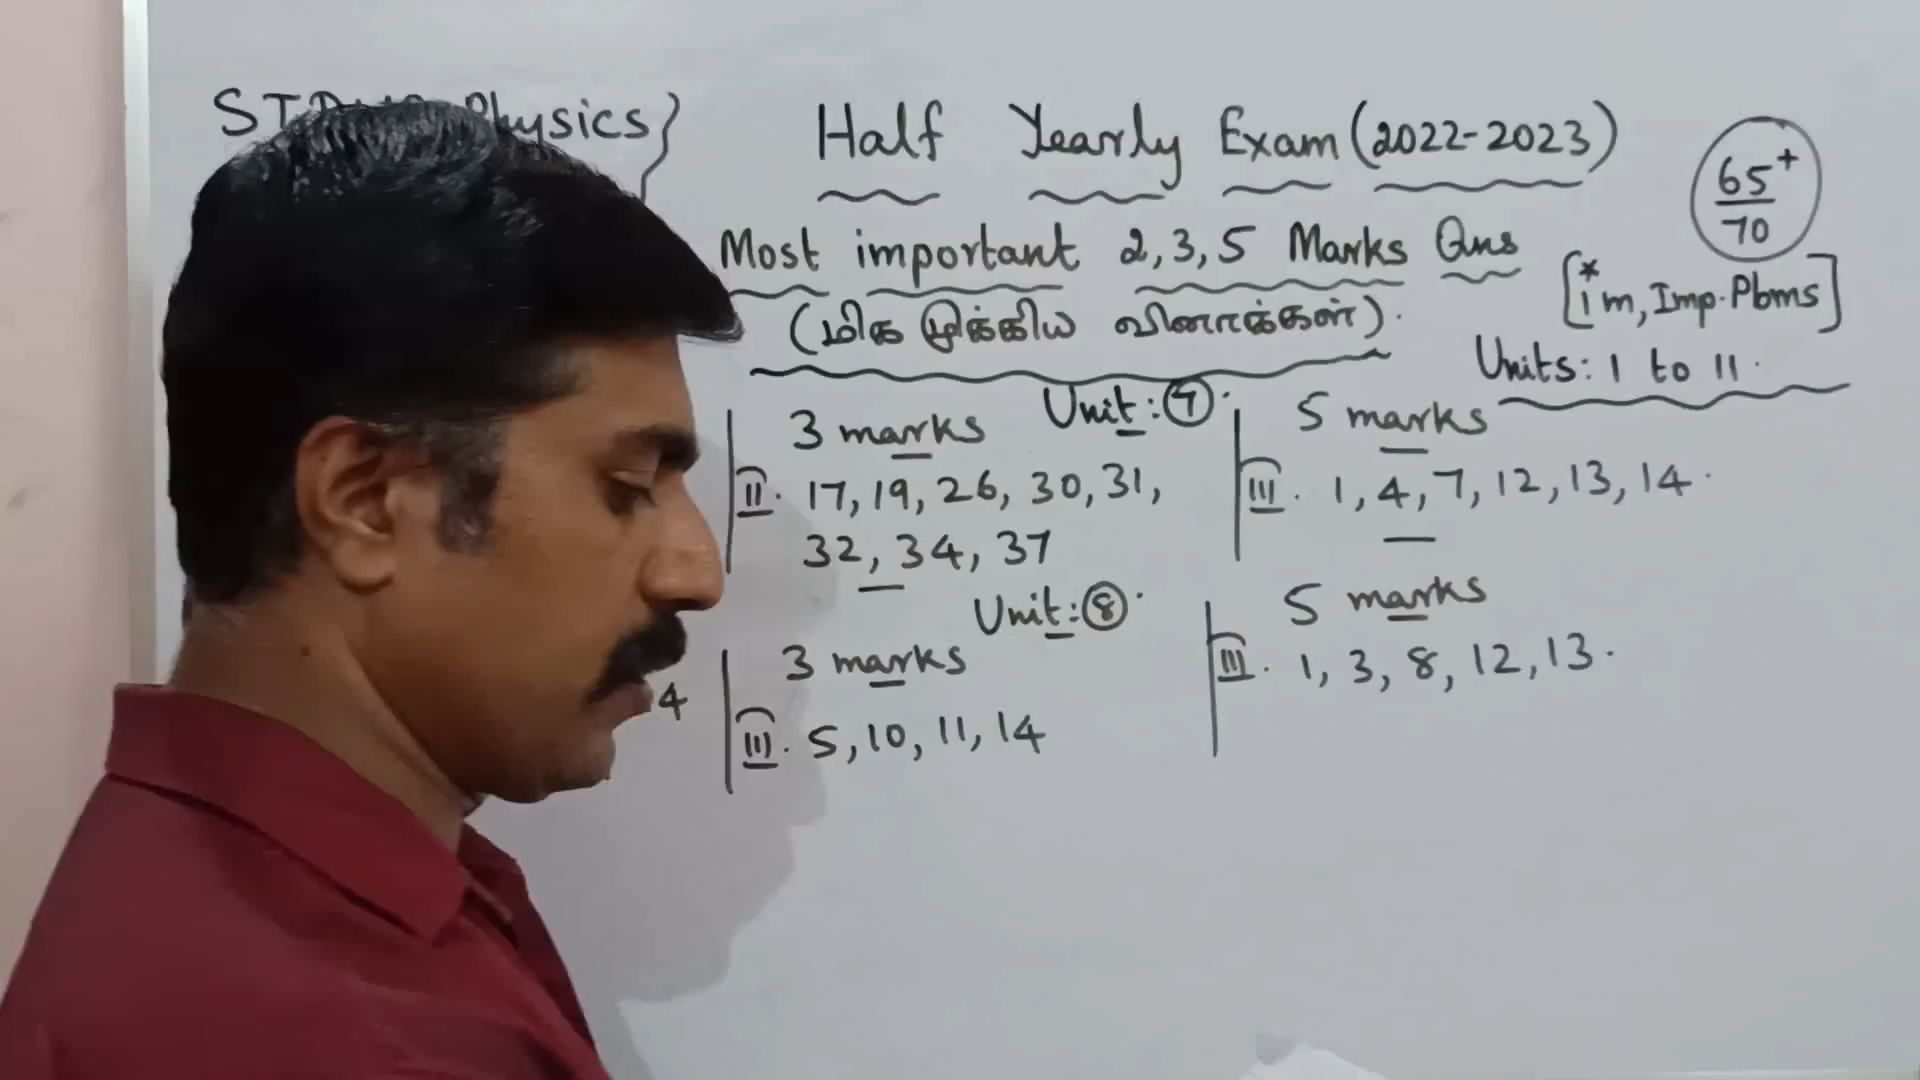 Physics
Half Yearly Exam (2022-2023)
65+
70
Most important 2, 3, 5 Marks Qns
(மிக முக்கிய வினாக்கள்).
[*1m, Imp. Pbms]
Units: 1 to 11.
Unit: 7.
3 marks
II. 17, 19, 26, 30, 31,
32, 34, 37
5 marks
III. 1, 4, 7, 12, 13, 14.
Unit: 8.
4
3 marks
III. 5, 10, 11, 14
5 marks
III. 1, 3, 8, 12, 13.